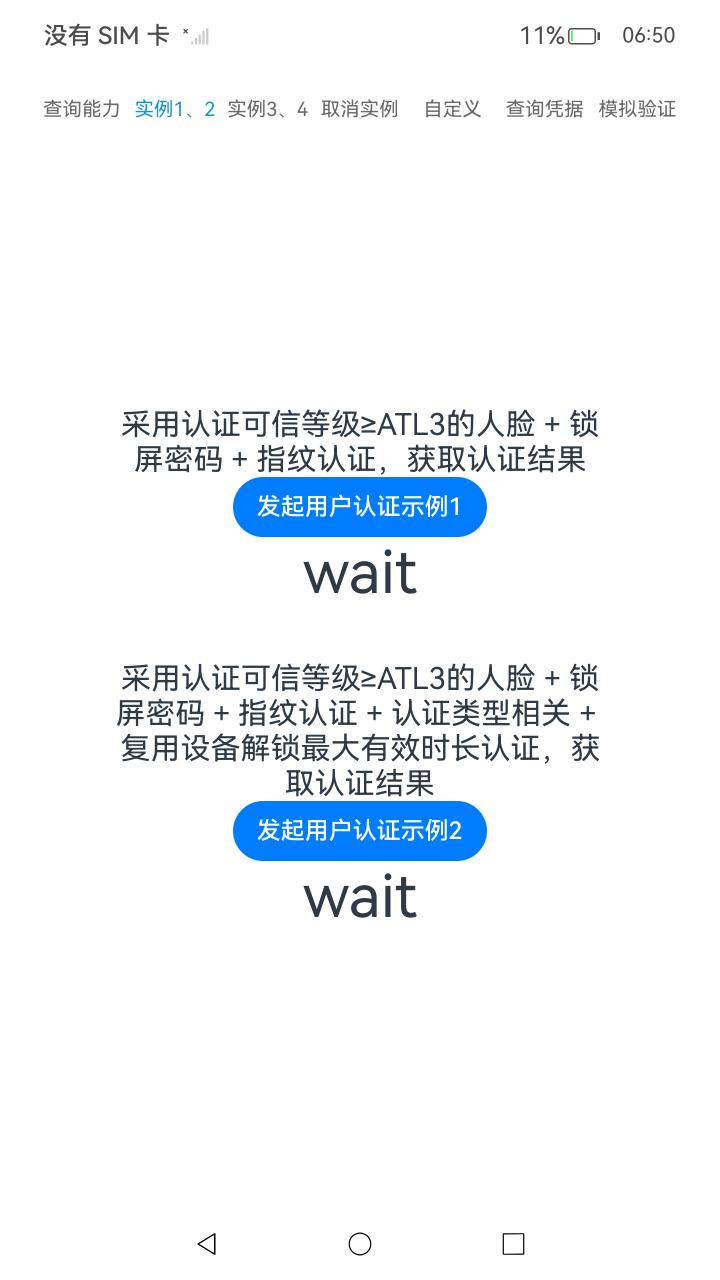 没有 SIM 卡 11% 06:50
查询能力 实例1、2 实例3、4 取消实例 自定义 查询凭据 模拟验证
采用认证可信等级≥ATL3的人脸 + 锁
屏密码 + 指纹认证，获取认证结果
发起用户认证示例1
wait
采用认证可信等级≥ATL3的人脸 + 锁
屏密码 + 指纹认证 + 认证类型相关 +
复用设备解锁最大有效时长认证，获
取认证结果
发起用户认证示例2
wait